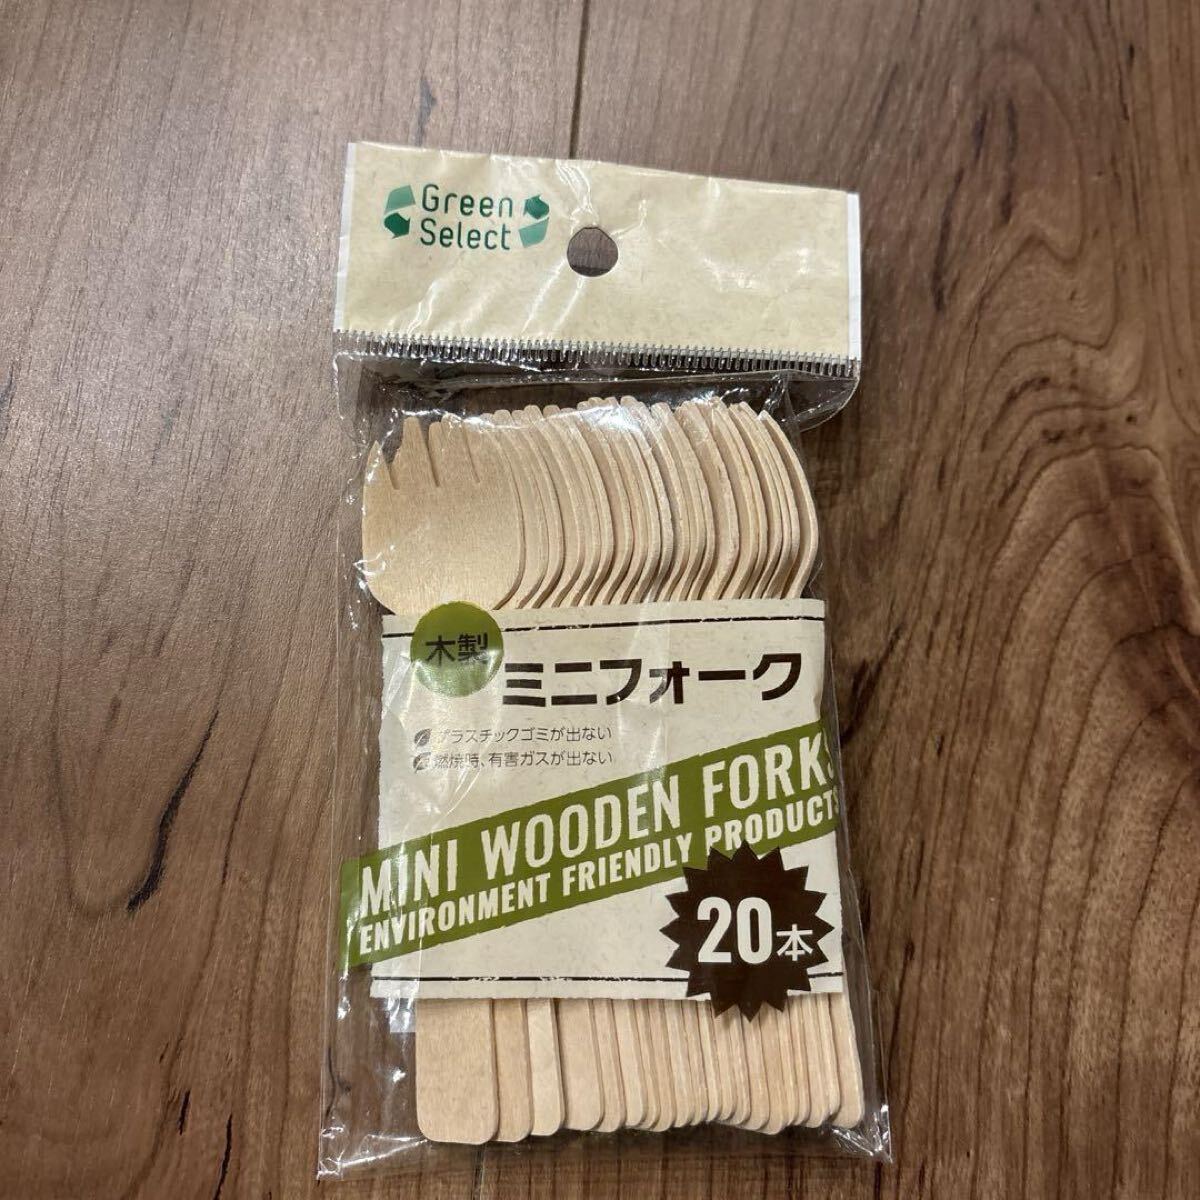 Green
Select
木製
ミニフォーク
プラスチックゴミが出ない
燃焼時、有害ガスが出ない
MINI WOODEN FORKS
ENVIRONMENT FRIENDLY PRODUCTS
20本